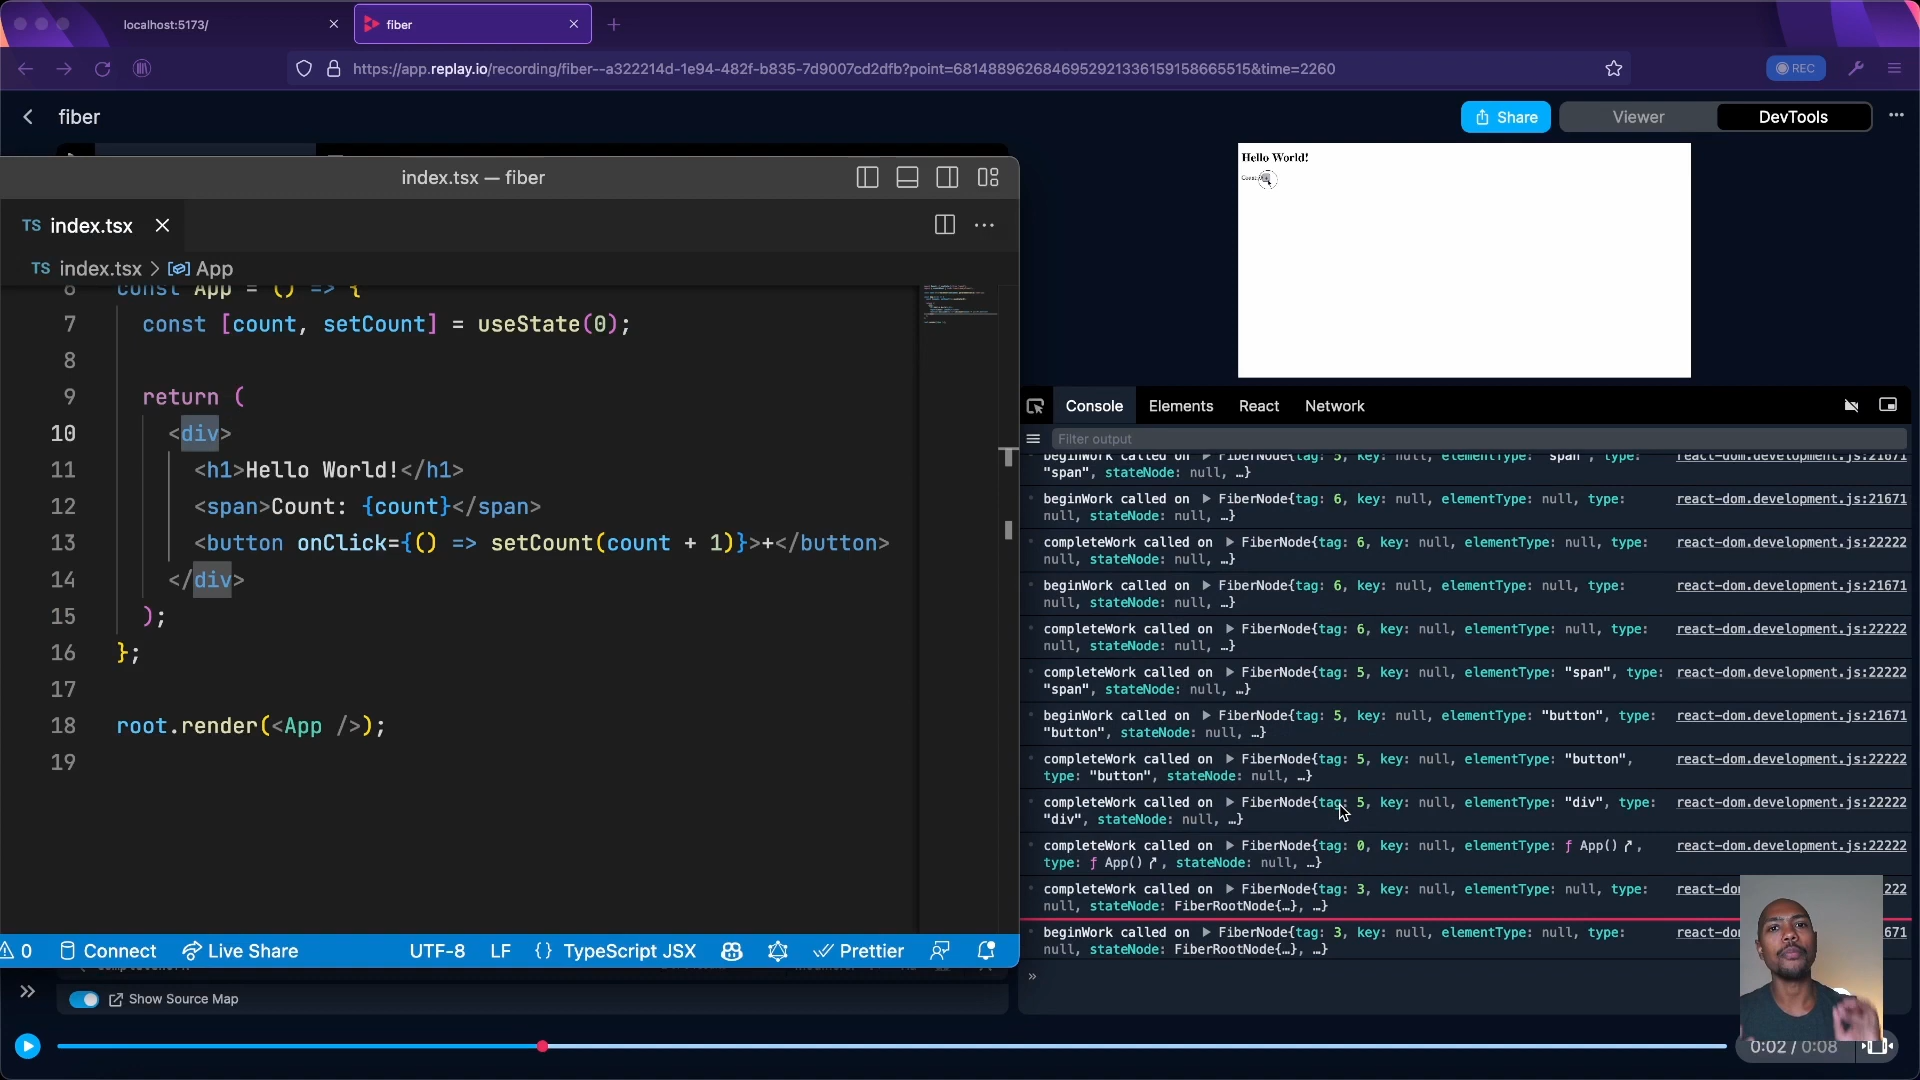 localhost:5173/
fiber
https://app.replay.io/recording/fiber--a322214d-1e94-482f-b835-7d9007cd2dfb?point=68148896268469529213361591586655515&time=2260
REC
fiber
Share
Viewer
DevTools
index.tsx — fiber
TS index.tsx
TS index.tsx > App
6 const App = () => {
7 const [count, setCount] = useState(0);
8
9 return (
10 <div>
11 <h1>Hello World!</h1>
12 <span>Count: {count}</span>
13 <button onClick={() => setCount(count + 1)}>+</button>
14 </div>
15 );
16 };
17
18 root.render(<App />);
19
0 Connect Live Share UTF-8 LF {} TypeScript JSX Prettier
Show Source Map
Hello World!
Console Elements React Network
Filter output
beginWork called on ▶ FiberNode{tag: 5, key: null, elementType: "span", type: react-dom.development.js:21671
"span", stateNode: null, …}
beginWork called on ▶ FiberNode{tag: 6, key: null, elementType: null, type: react-dom.development.js:21671
null, stateNode: null, …}
completeWork called on ▶ FiberNode{tag: 6, key: null, elementType: null, type: react-dom.development.js:22222
null, stateNode: null, …}
beginWork called on ▶ FiberNode{tag: 6, key: null, elementType: null, type: react-dom.development.js:21671
null, stateNode: null, …}
completeWork called on ▶ FiberNode{tag: 6, key: null, elementType: null, type: react-dom.development.js:22222
null, stateNode: null, …}
completeWork called on ▶ FiberNode{tag: 5, key: null, elementType: "span", type: react-dom.development.js:22222
"span", stateNode: null, …}
beginWork called on ▶ FiberNode{tag: 5, key: null, elementType: "button", type: react-dom.development.js:21671
"button", stateNode: null, …}
completeWork called on ▶ FiberNode{tag: 5, key: null, elementType: "button", react-dom.development.js:22222
type: "button", stateNode: null, …}
completeWork called on ▶ FiberNode{tag: 5, key: null, elementType: "div", type: react-dom.development.js:22222
"div", stateNode: null, …}
completeWork called on ▶ FiberNode{tag: 0, key: null, elementType: ƒ App(), react-dom.development.js:22222
type: ƒ App(), stateNode: null, …}
completeWork called on ▶ FiberNode{tag: 3, key: null, elementType: null, type: react-do 222
null, stateNode: FiberRootNode{…}, …}
beginWork called on ▶ FiberNode{tag: 3, key: null, elementType: null, type: react-do 671
null, stateNode: FiberRootNode{…}, …}
0:02 / 0:08